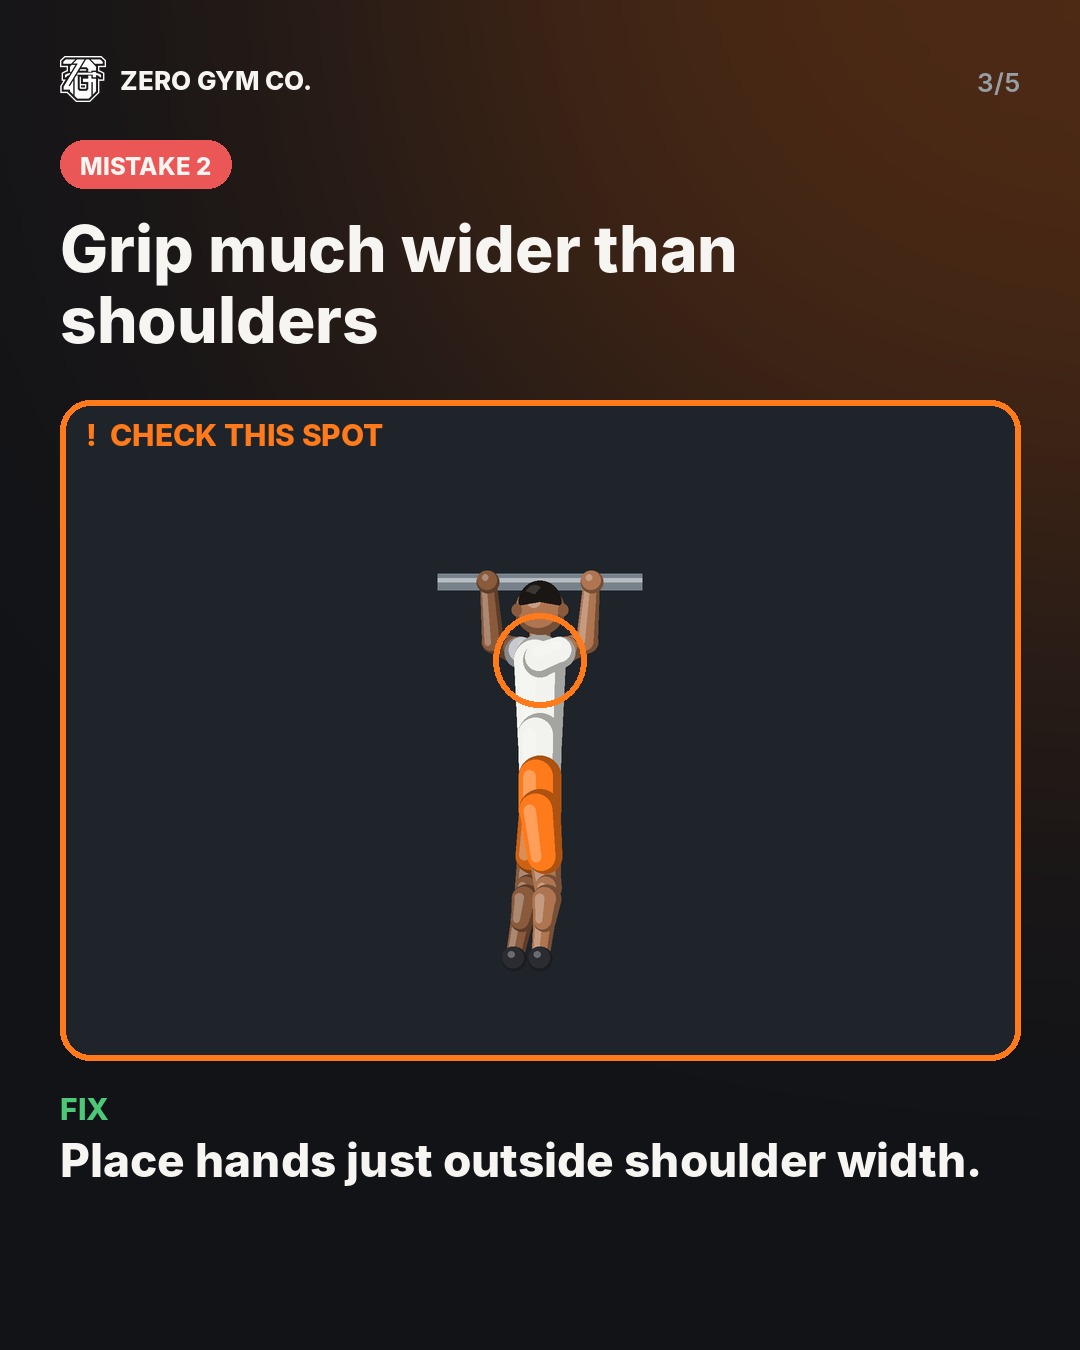 ZERO GYM CO.
3/5
MISTAKE 2
Grip much wider than
shoulders
! CHECK THIS SPOT
FIX
Place hands just outside shoulder width.